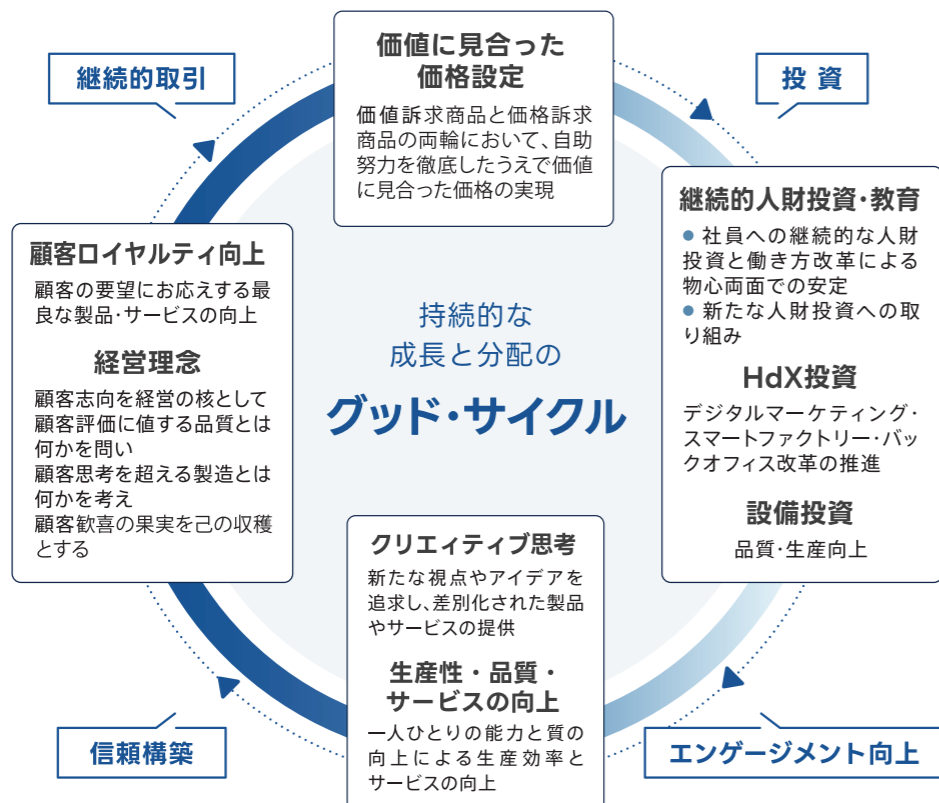 価値に見合った
価格設定
価値訴求商品と価格訴求
商品の両輪において、自助
努力を徹底したうえで価値
に見合った価格の実現
投 資
継続的人財投資・教育
● 社員への継続的な人財
投資と働き方改革による
物心両面での安定
● 新たな人財投資への取
り組み
HdX投資
デジタルマーケティング・
スマートファクトリー・バッ
クオフィス改革の推進
設備投資
品質・生産向上
エンゲージメント向上
クリエィティブ思考
新たな視点やアイデアを
追求し、差別化された製品
やサービスの提供
生産性・品質・
サービスの向上
一人ひとりの能力と質の
向上による生産効率と
サービスの向上
信頼構築
顧客ロイヤルティ向上
顧客の要望にお応えする最
良な製品・サービスの向上
経営理念
顧客志向を経営の核として
顧客評価に値する品質とは
何かを問い
顧客思考を超える製造とは
何かを考え
顧客歓喜の果実を己の収穫
とする
継続的取引
持続的な
成長と分配の
グッド・サイクル